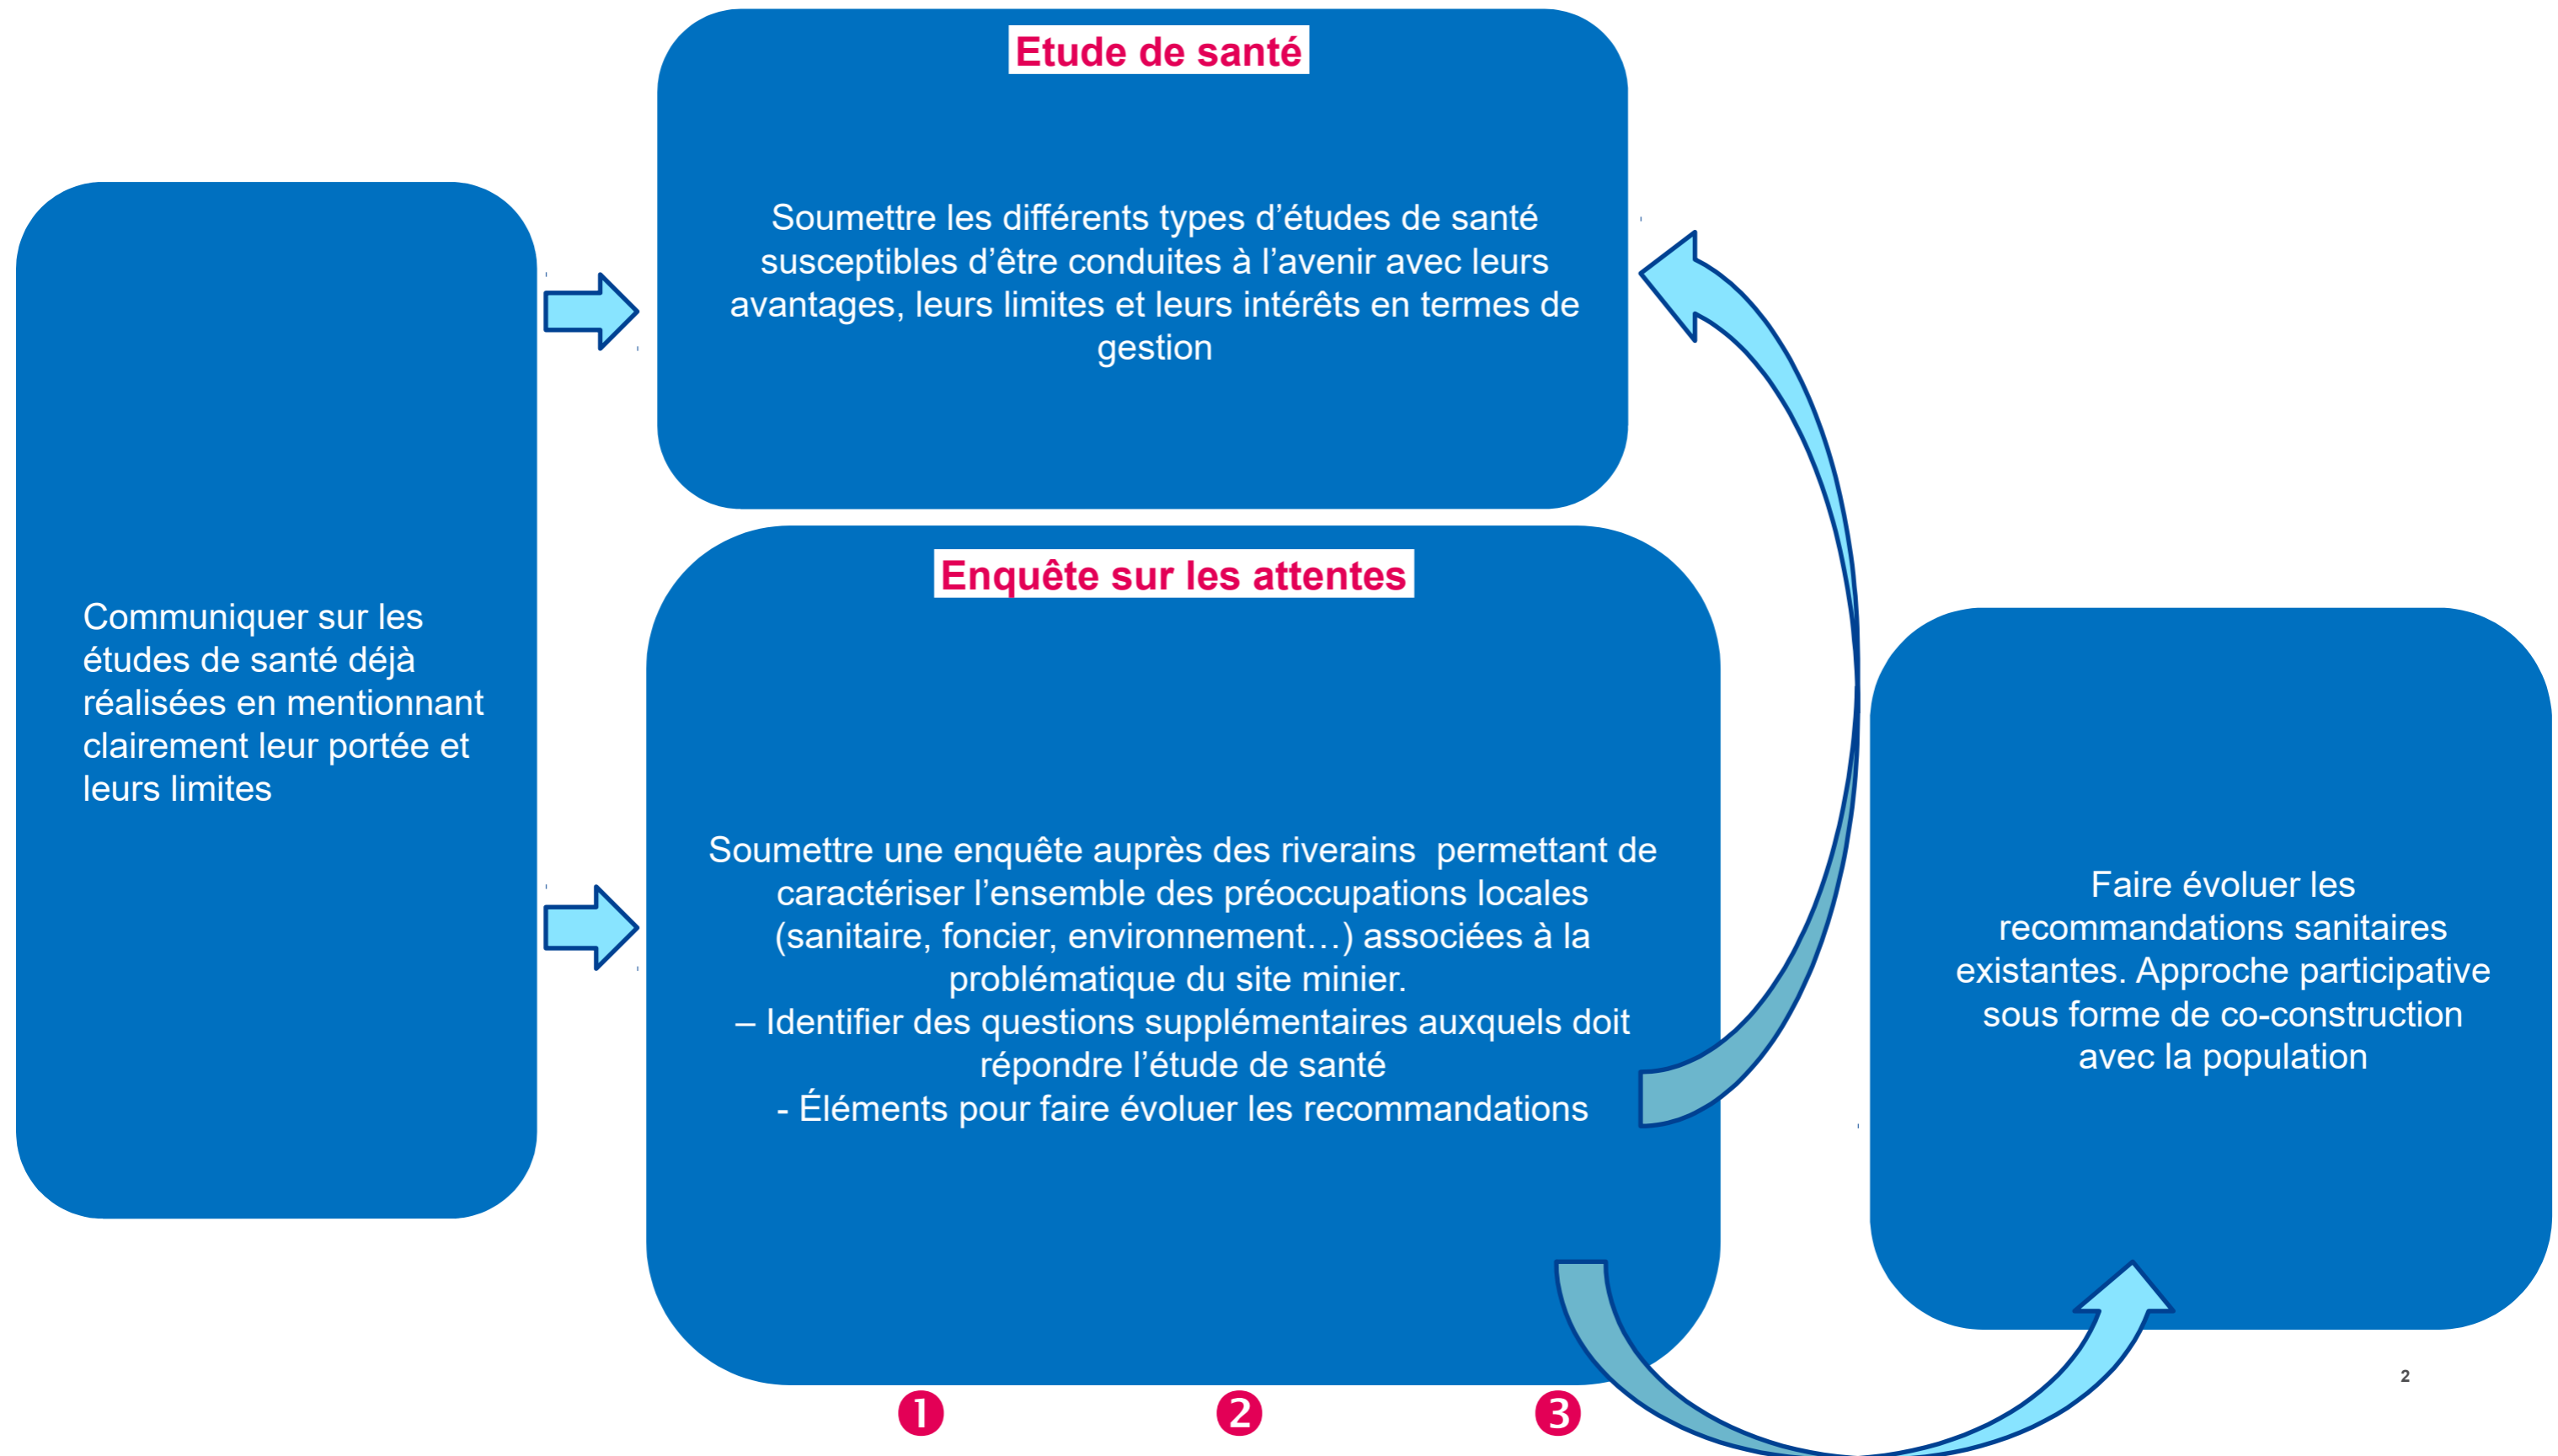 Communiquer sur les
études de santé déjà
réalisées en mentionnant
clairement leur portée et
leurs limites
Etude de santé
Soumettre les différents types d’études de santé
susceptibles d’être conduites à l’avenir avec leurs
avantages, leurs limites et leurs intérêts en termes de
gestion
Enquête sur les attentes
Soumettre une enquête auprès des riverains  permettant de
caractériser l’ensemble des préoccupations locales
(sanitaire, foncier, environnement…) associées à la
problématique du site minier.
– Identifier des questions supplémentaires auxquels doit
répondre l’étude de santé
- Éléments pour faire évoluer les recommandations
Faire évoluer les
recommandations sanitaires
existantes. Approche participative
sous forme de co-construction
avec la population
❶ ❷ ❸
2